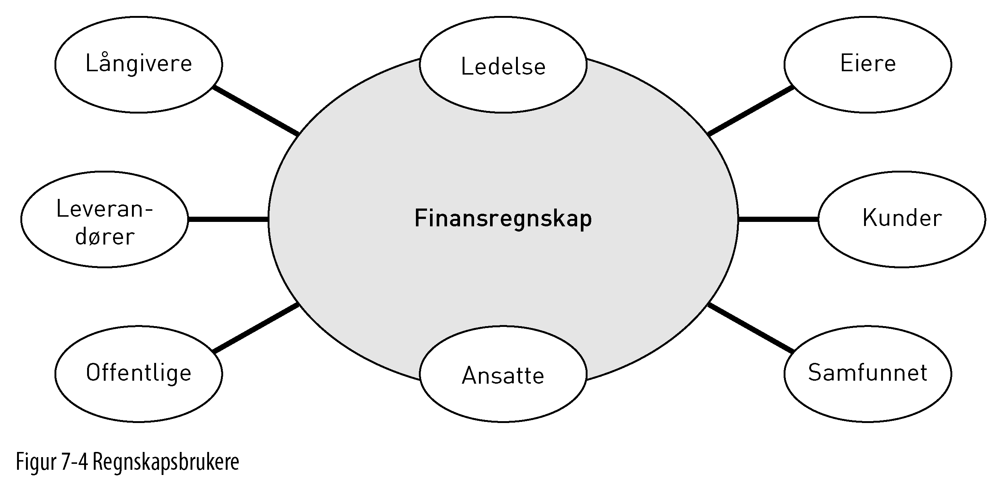 Långivere
Ledelse
Eiere
Leveran-
dører
Finansregnskap
Kunder
Offentlige
Ansatte
Samfunnet
Figur 7-4 Regnskapsbrukere